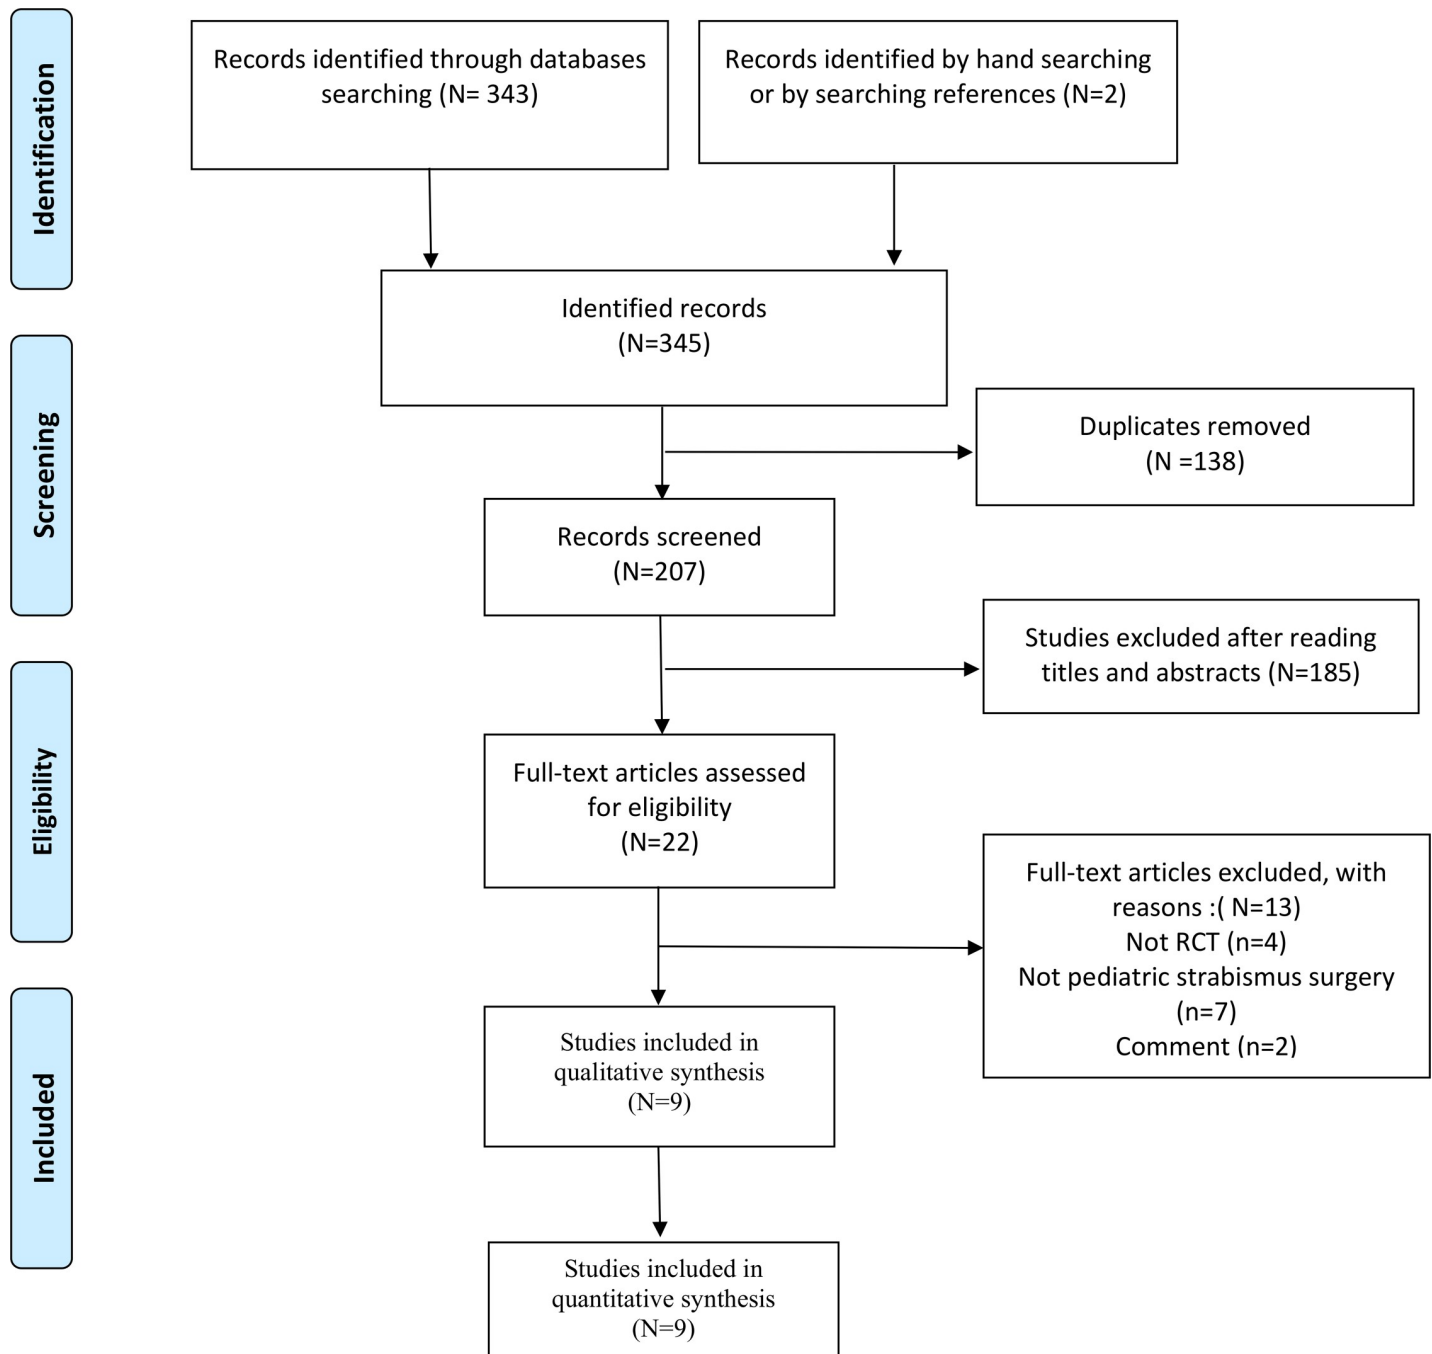 Identification
Records identified through databases
searching (N= 343)
Records identified by hand searching
or by searching references (N=2)
Identified records
(N=345)
Screening
Duplicates removed
(N =138)
Records screened
(N=207)
Studies excluded after reading
titles and abstracts (N=185)
Eligibility
Full-text articles assessed
for eligibility
(N=22)
Full-text articles excluded, with
reasons :( N=13)
Not RCT (n=4)
Not pediatric strabismus surgery
(n=7)
Comment (n=2)
Included
Studies included in
qualitative synthesis
(N=9)
Studies included in
quantitative synthesis
(N=9)